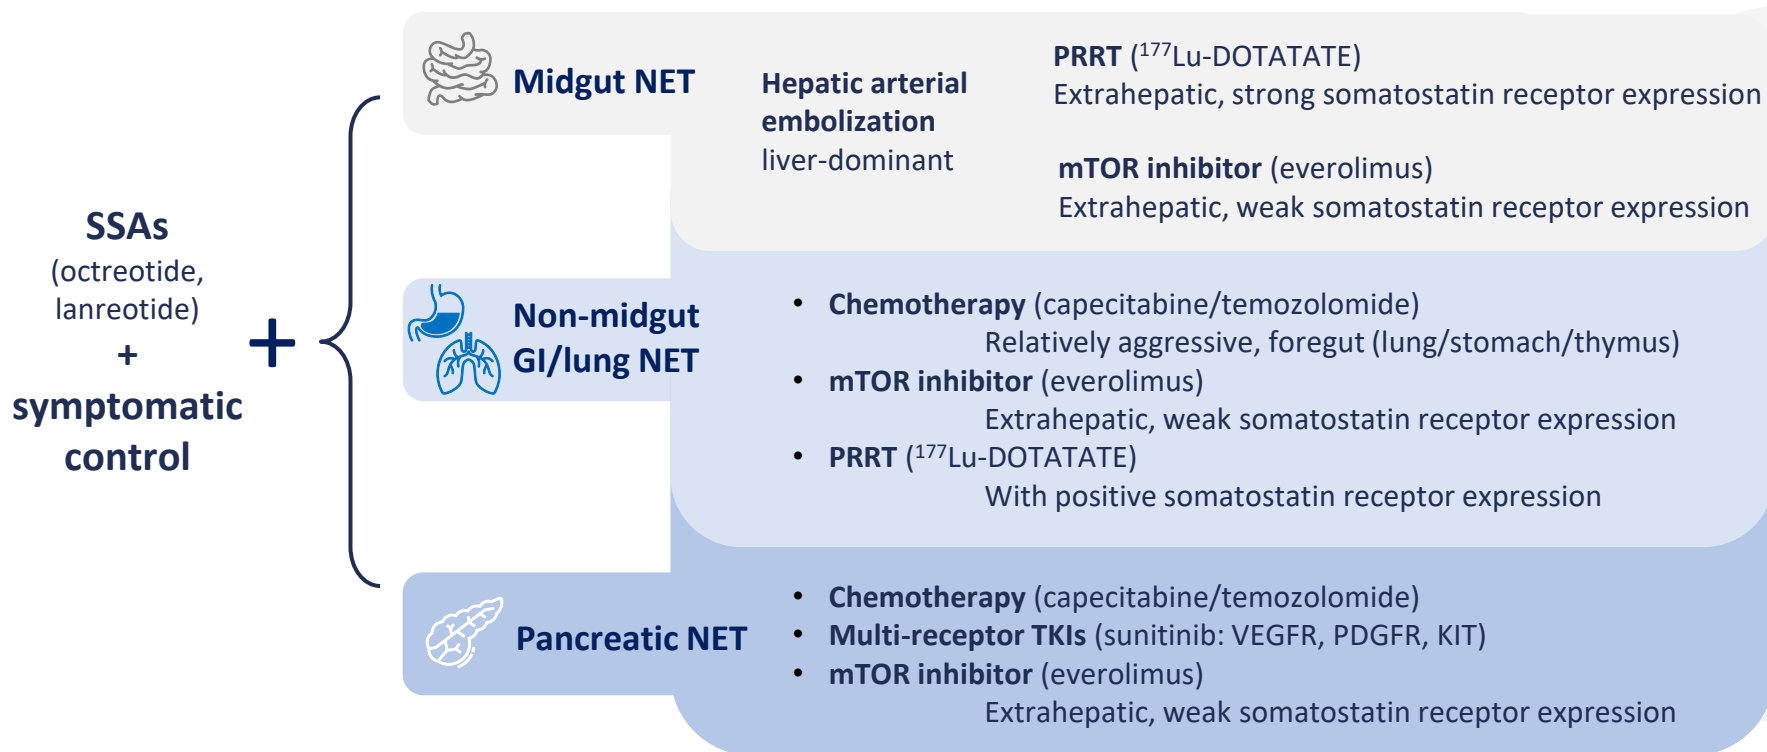 SSAs
(octreotide,
lanreotide)
+
symptomatic
control
+
Midgut NET
Hepatic arterial
embolization
liver-dominant
PRRT (¹⁷⁷Lu-DOTATATE)
Extrahepatic, strong somatostatin receptor expression
mTOR inhibitor (everolimus)
Extrahepatic, weak somatostatin receptor expression
Non-midgut
GI/lung NET
• Chemotherapy (capecitabine/temozolomide)
Relatively aggressive, foregut (lung/stomach/thymus)
• mTOR inhibitor (everolimus)
Extrahepatic, weak somatostatin receptor expression
• PRRT (¹⁷⁷Lu-DOTATATE)
With positive somatostatin receptor expression
Pancreatic NET
• Chemotherapy (capecitabine/temozolomide)
• Multi-receptor TKIs (sunitinib: VEGFR, PDGFR, KIT)
• mTOR inhibitor (everolimus)
Extrahepatic, weak somatostatin receptor expression